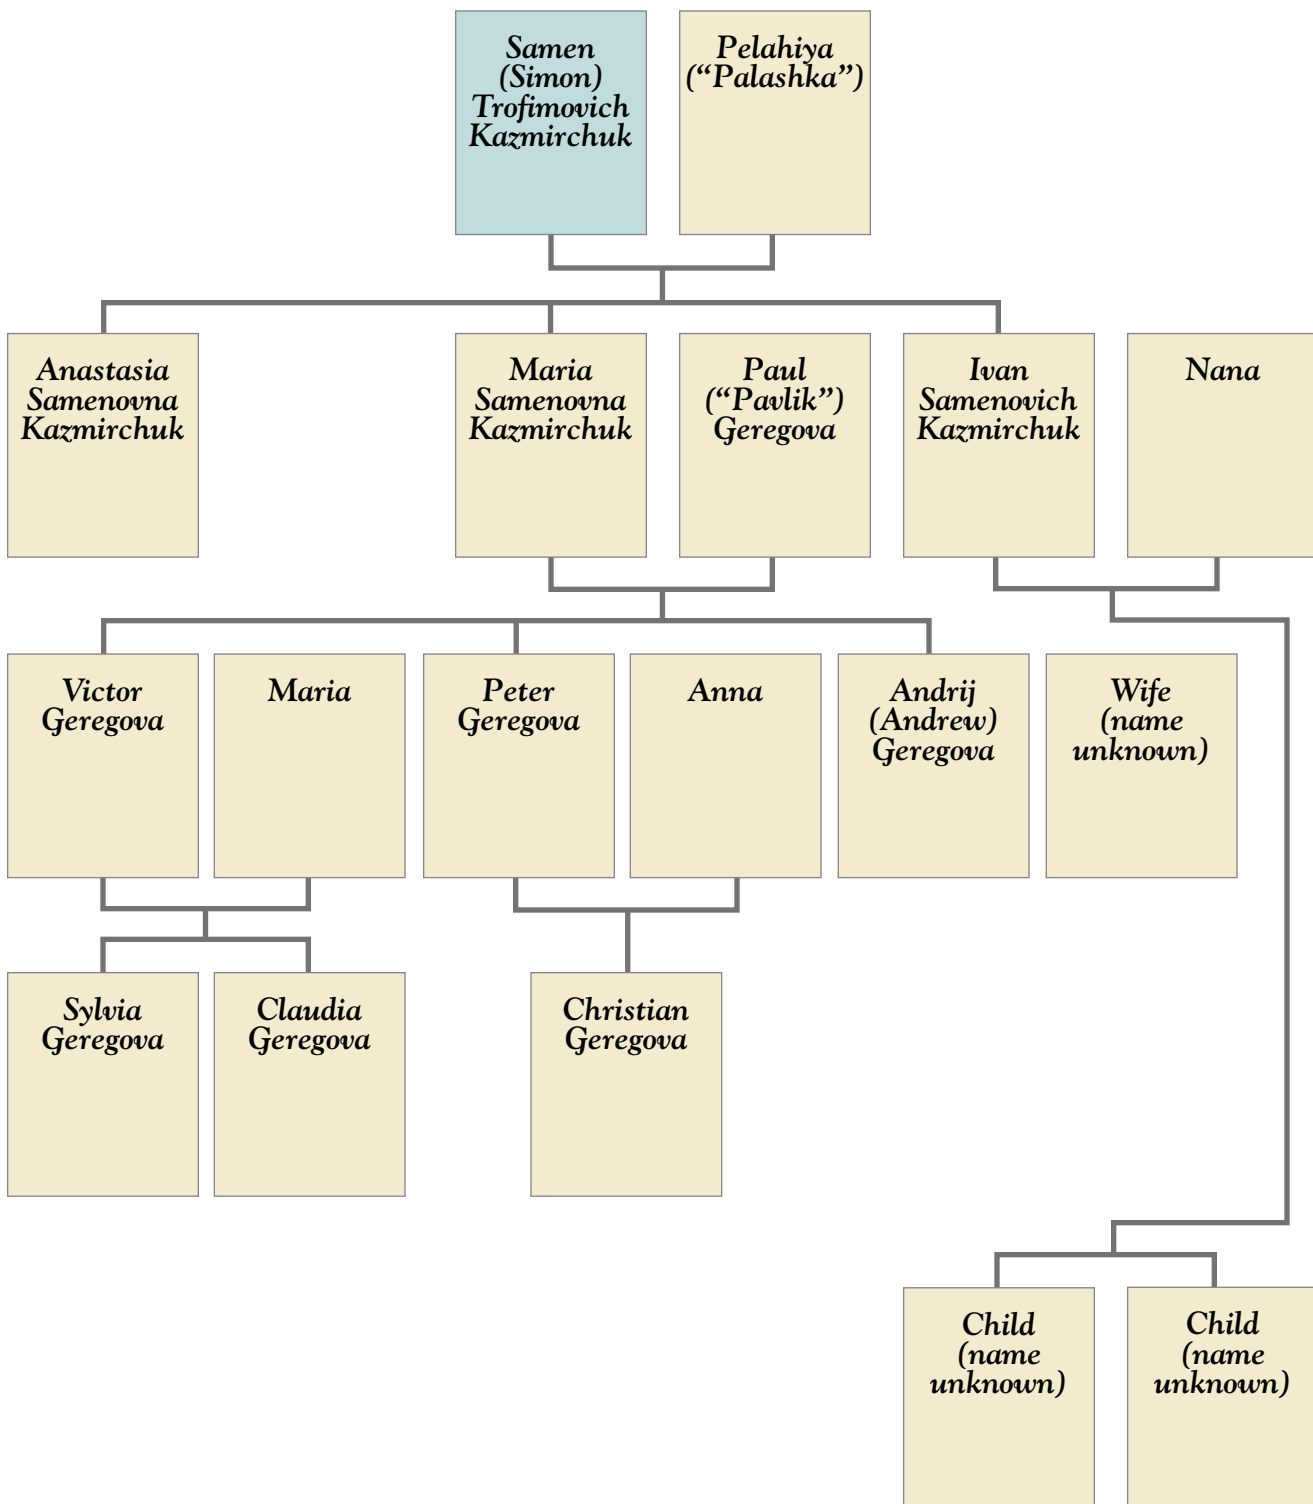 Samen
(Simon)
Trofimovich
Kazmirchuk
Pelahiya
(“Palashka”)
Anastasia
Samenovna
Kazmirchuk
Maria
Samenovna
Kazmirchuk
Paul
(“Pavlik”)
Geregova
Ivan
Samenovich
Kazmirchuk
Nana
Victor
Geregova
Maria
Peter
Geregova
Anna
Andrij
(Andrew)
Geregova
Wife
(name
unknown)
Sylvia
Geregova
Claudia
Geregova
Christian
Geregova
Child
(name
unknown)
Child
(name
unknown)